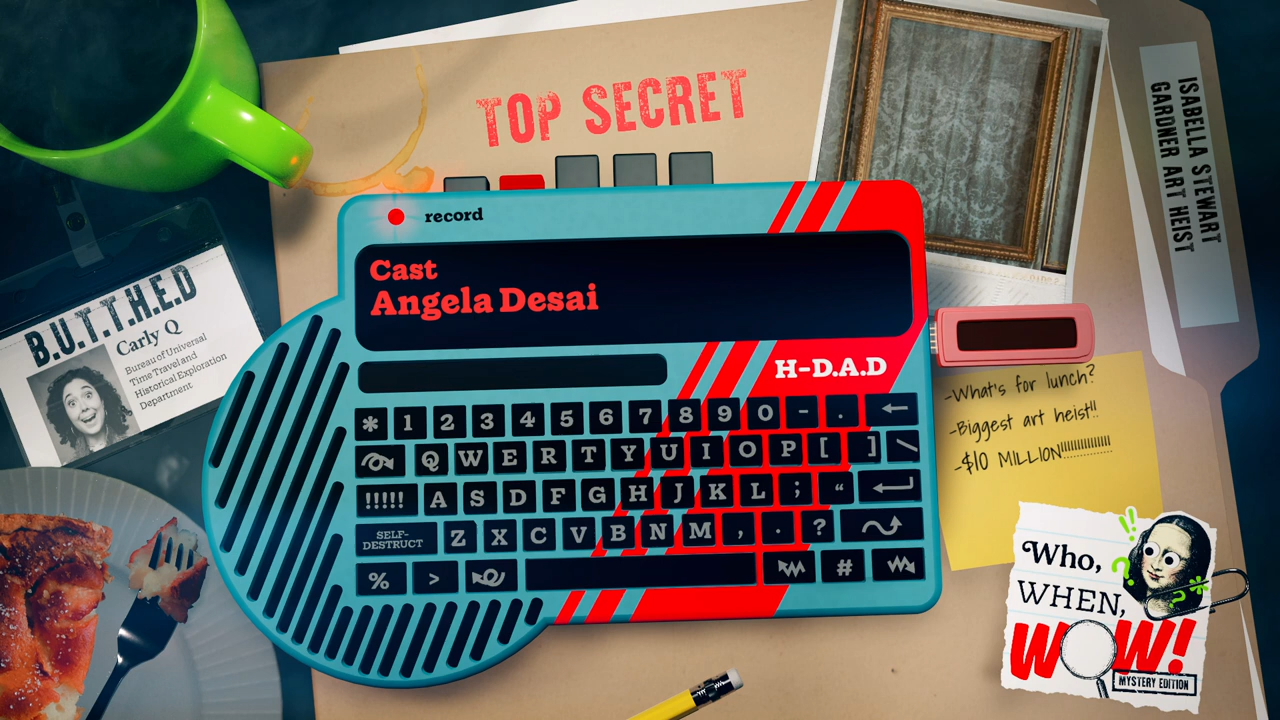 TOP SECRET
ISABELLA STEWART
GARDNER ART HEIST
record
Cast
Angela Desai
H-D.A.D
B.U.T.T.H.E.D
Carly Q
Bureau of Universal
Time Travel and
Historical Exploration
Department
* 1 2 3 4 5 6 7 8 9 0 - .
Q W E R T Y U I O P [ ] \
!!!!! A S D F G H J K L ; “
SELF-
DESTRUCT Z X C V B N M , . ?
% > #
-What's for lunch?
-Biggest art heist!!
-$10 MILLION!!!!!!!!!!!!!!!
Who,
WHEN,
WOW!
MYSTERY EDITION